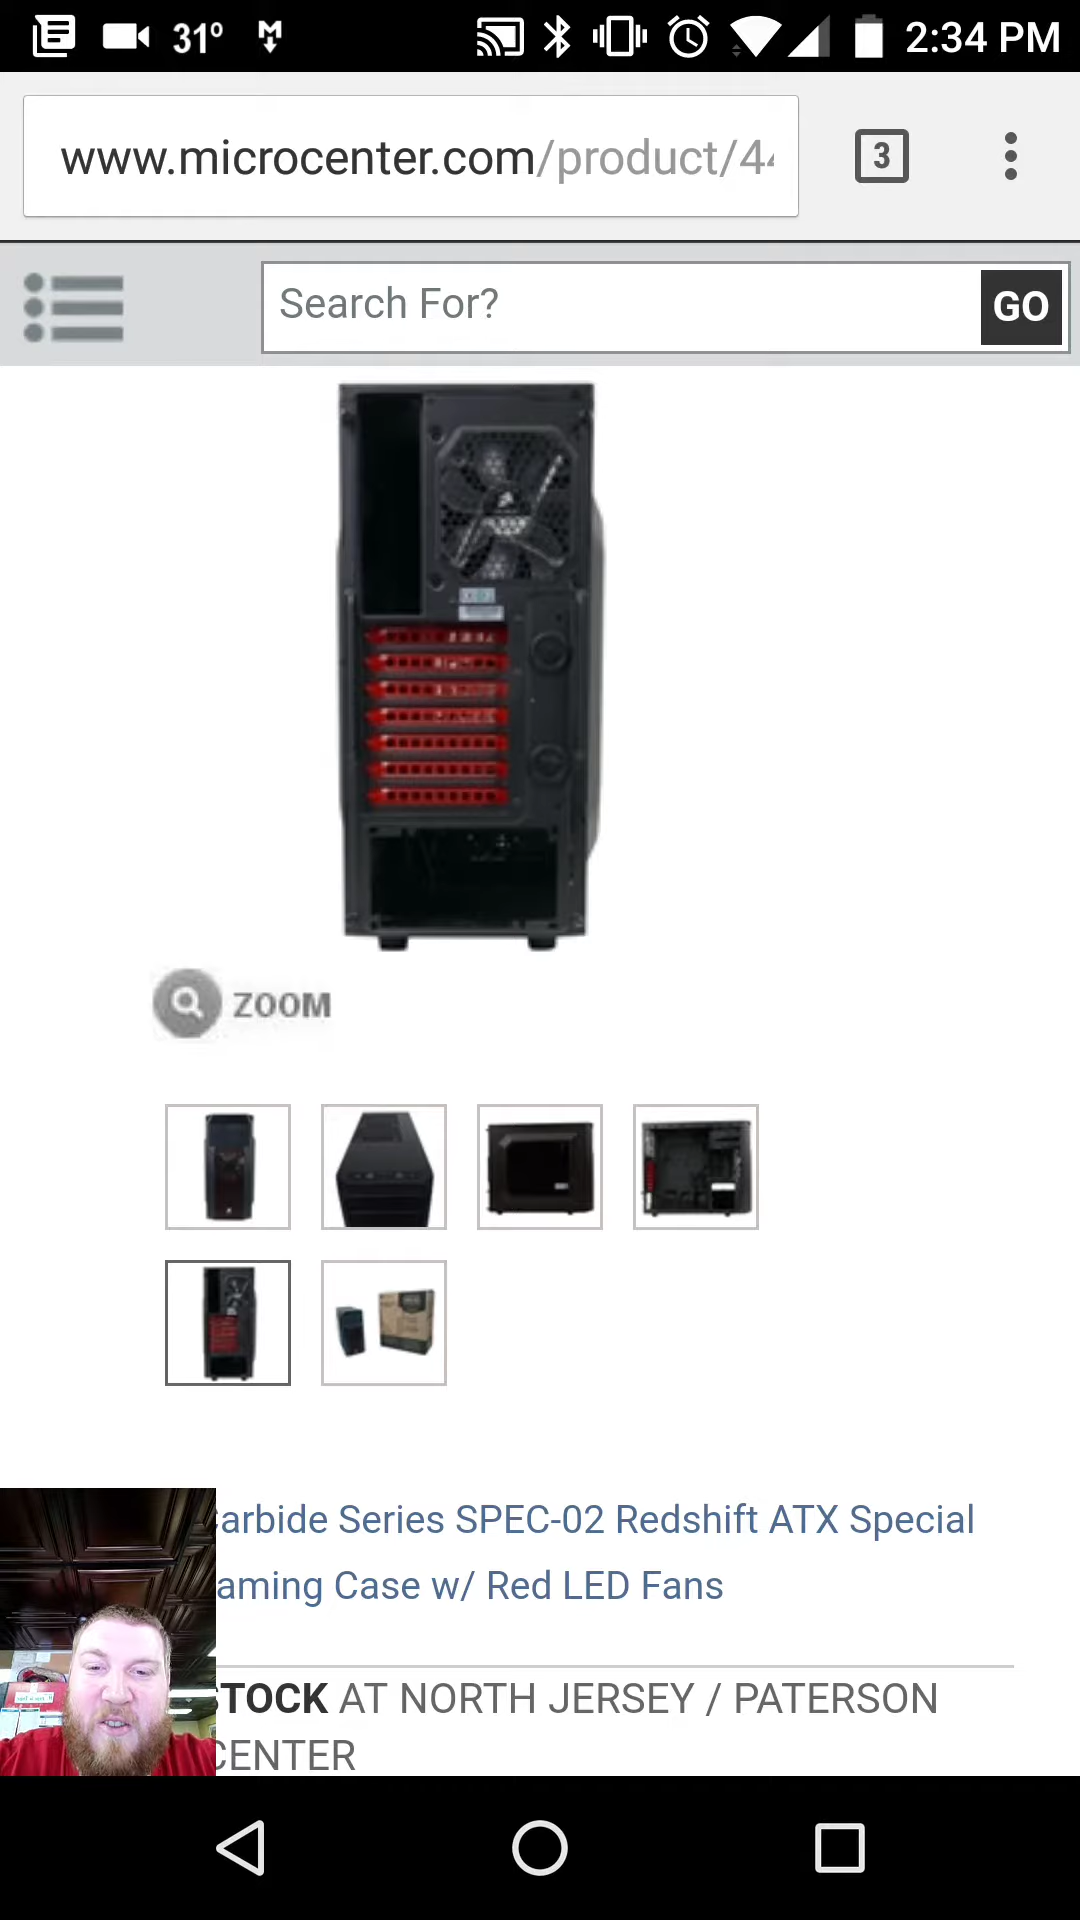 31°
2:34 PM
www.microcenter.com/product/4
3
Search For?
GO
ZOOM
arbide Series SPEC-02 Redshift ATX Special
aming Case w/ Red LED Fans
TOCK AT NORTH JERSEY / PATERSON
CENTER